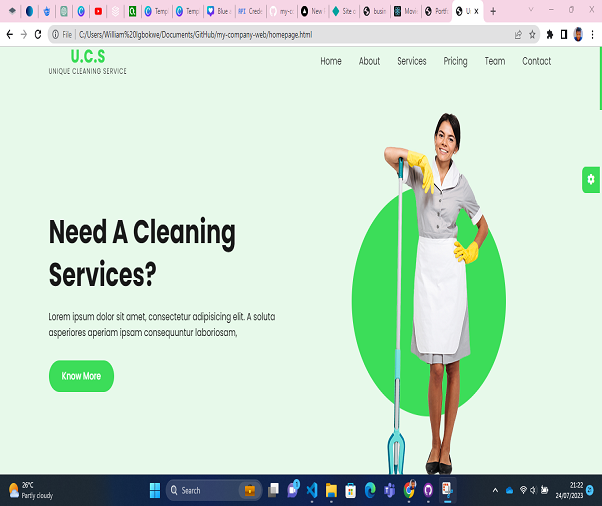 Temp
Temp
Blue
Crede
my-c
New
Site c
busin
Movi
Portf
U.
File
C:/Users/William%20Igbokwe/Documents/GitHub/my-company-web/homepage.html
U.C.S
UNIQUE CLEANING SERVICE
Home About Services Pricing Team Contact
Need A Cleaning
Services?
Lorem ipsum dolor sit amet, consectetur adipisicing elit. A soluta
asperiores aperiam ipsam consequuntur laboriosam,
Know More
26°C
Partly cloudy
Search
21:22
24/07/2023